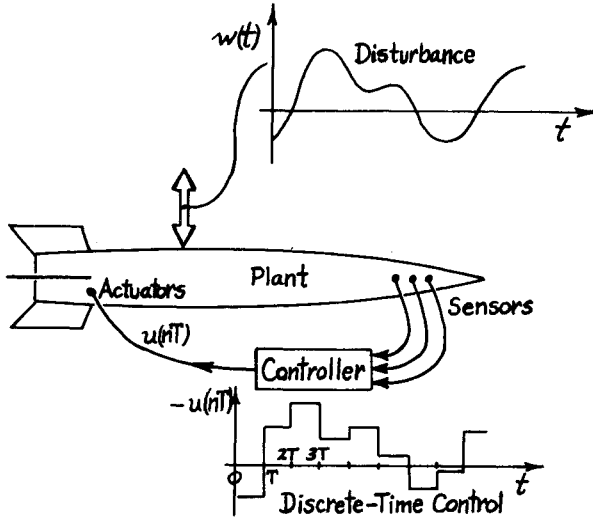 w(t)
Disturbance
t
Plant
Actuators
Sensors
u(nT)
Controller
-u(nT)
2T 3T
0 T
t
Discrete-Time Control